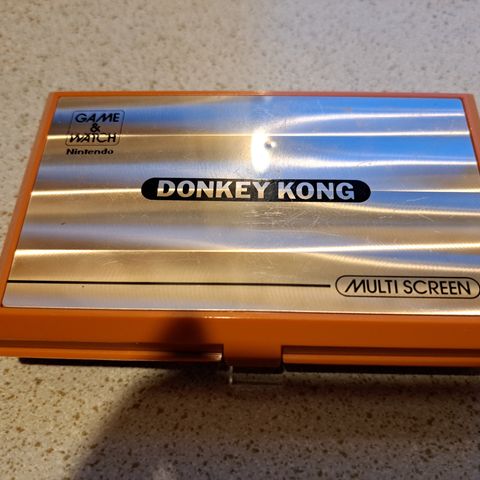 GAME
&
WATCH
Nintendo
DONKEY KONG
MULTI SCREEN